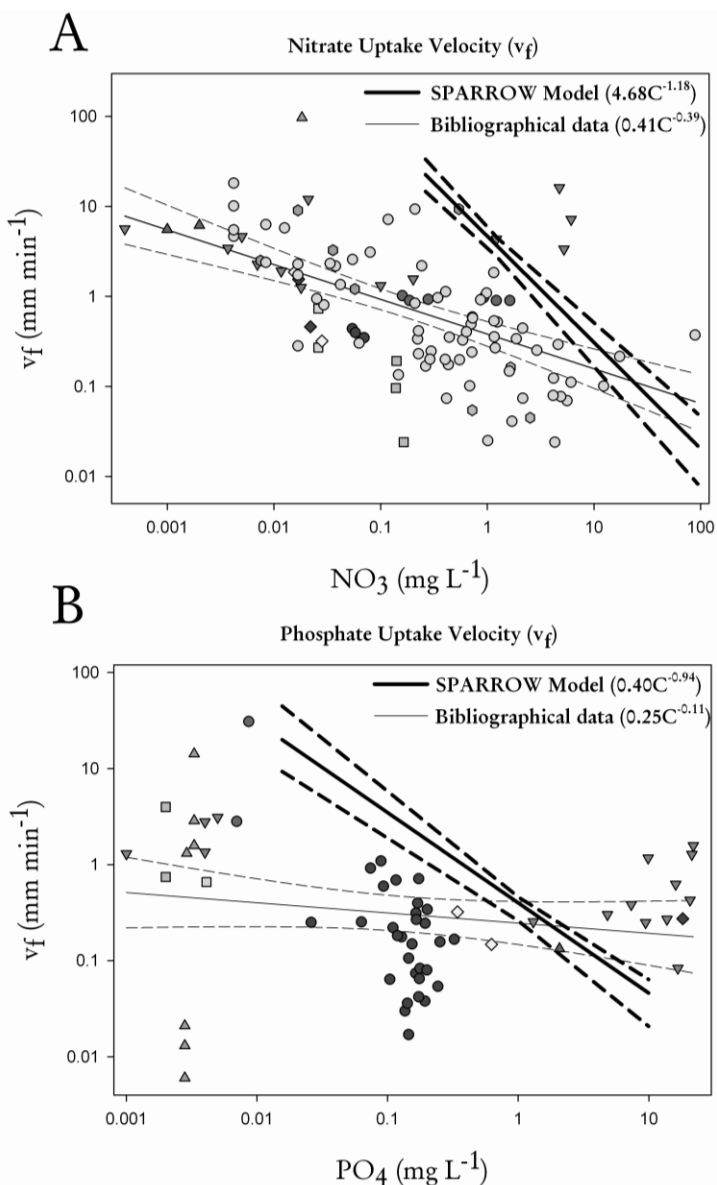 A
Nitrate Uptake Velocity (vf)
SPARROW Model (4.68C-1.18)
Bibliographical data (0.41C-0.39)
100
10
1
0.1
0.01
vf (mm min-1)
0.001
0.01
0.1
1
10
100
NO3 (mg L-1)
B
Phosphate Uptake Velocity (vf)
SPARROW Model (0.40C-0.94)
Bibliographical data (0.25C-0.11)
100
10
1
0.1
0.01
vf (mm min-1)
0.001
0.01
0.1
1
10
PO4 (mg L-1)